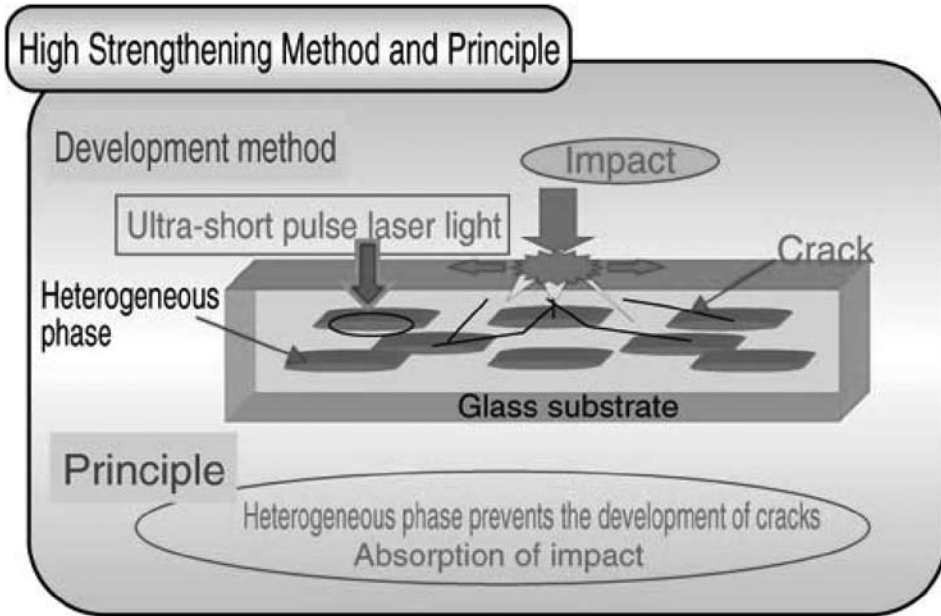 High Strengthening Method and Principle
Development method
Impact
Ultra-short pulse laser light
Crack
Heterogeneous
phase
Glass substrate
Principle
Heterogeneous phase prevents the development of cracks
Absorption of impact